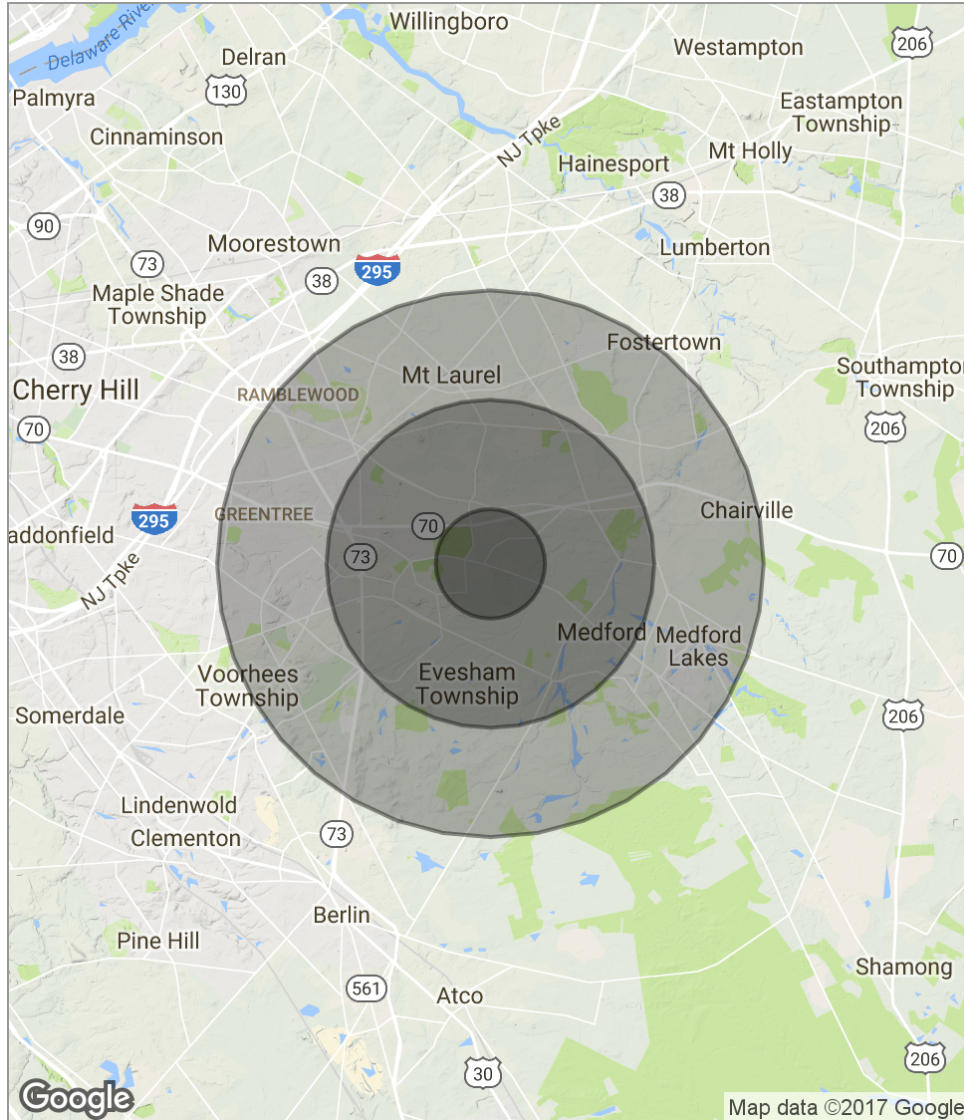 Willingboro
Delaware River
Delran
Westampton
206
130
Palmyra
Eastampton
Township
Cinnaminson
NJ Tpke
Mt Holly
Hainesport
38
90
Moorestown
Lumberton
73
38
295
Maple Shade
Township
Fostertown
38
Mt Laurel
Southampton
Township
Cherry Hill
RAMBLEWOOD
70
206
GREENTREE
Chairville
295
70
addonfield
73
70
NJ Tpke
Medford
Medford
Lakes
Voorhees
Township
Evesham
Township
Somerdale
206
Lindenwold
Clementon
73
Berlin
Pine Hill
Shamong
561
Atco
206
30
Google
Map data ©2017 Google